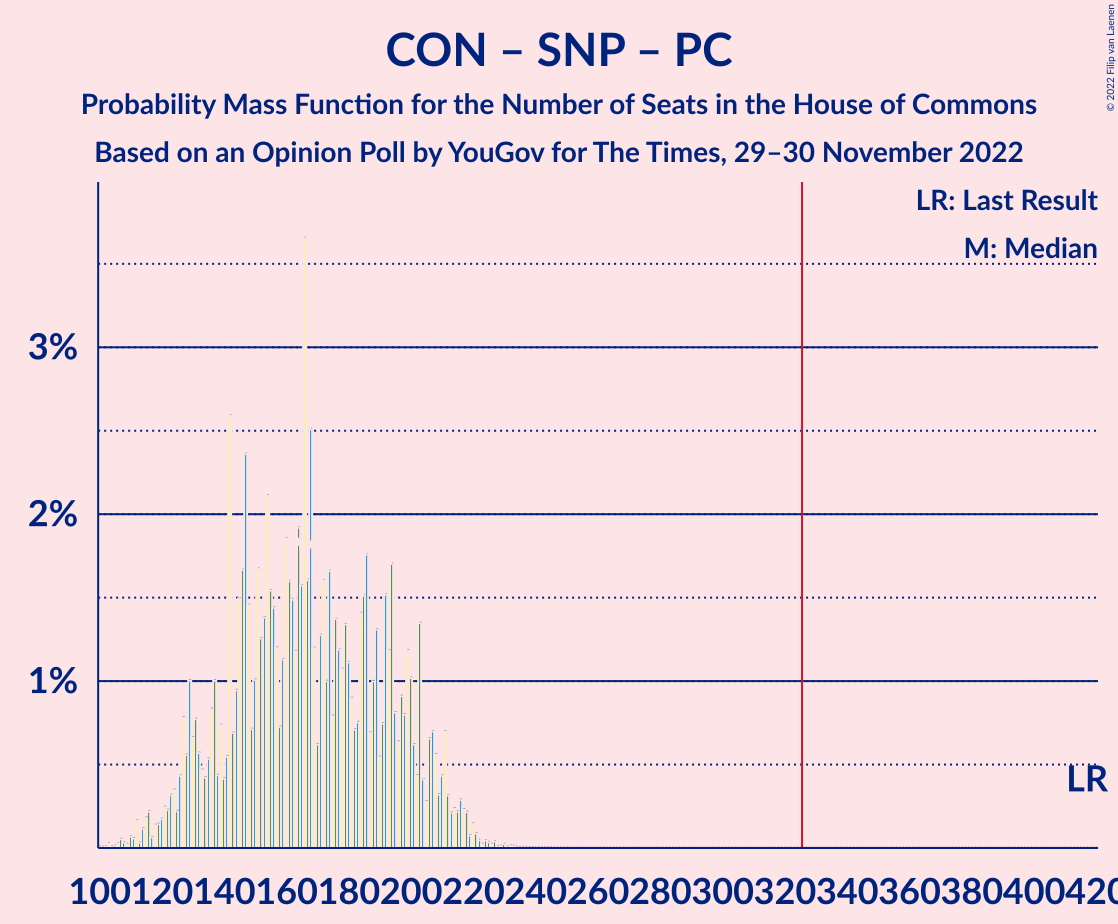 CON – SNP – PC
Probability Mass Function for the Number of Seats in the House of Commons
Based on an Opinion Poll by YouGov for The Times, 29–30 November 2022
© 2022 Filip van Laenen
LR: Last Result
M: Median
3%
2%
1%
LR
100 120 140 160 180 200 220 240 260 280 300 320 340 360 380 400 420